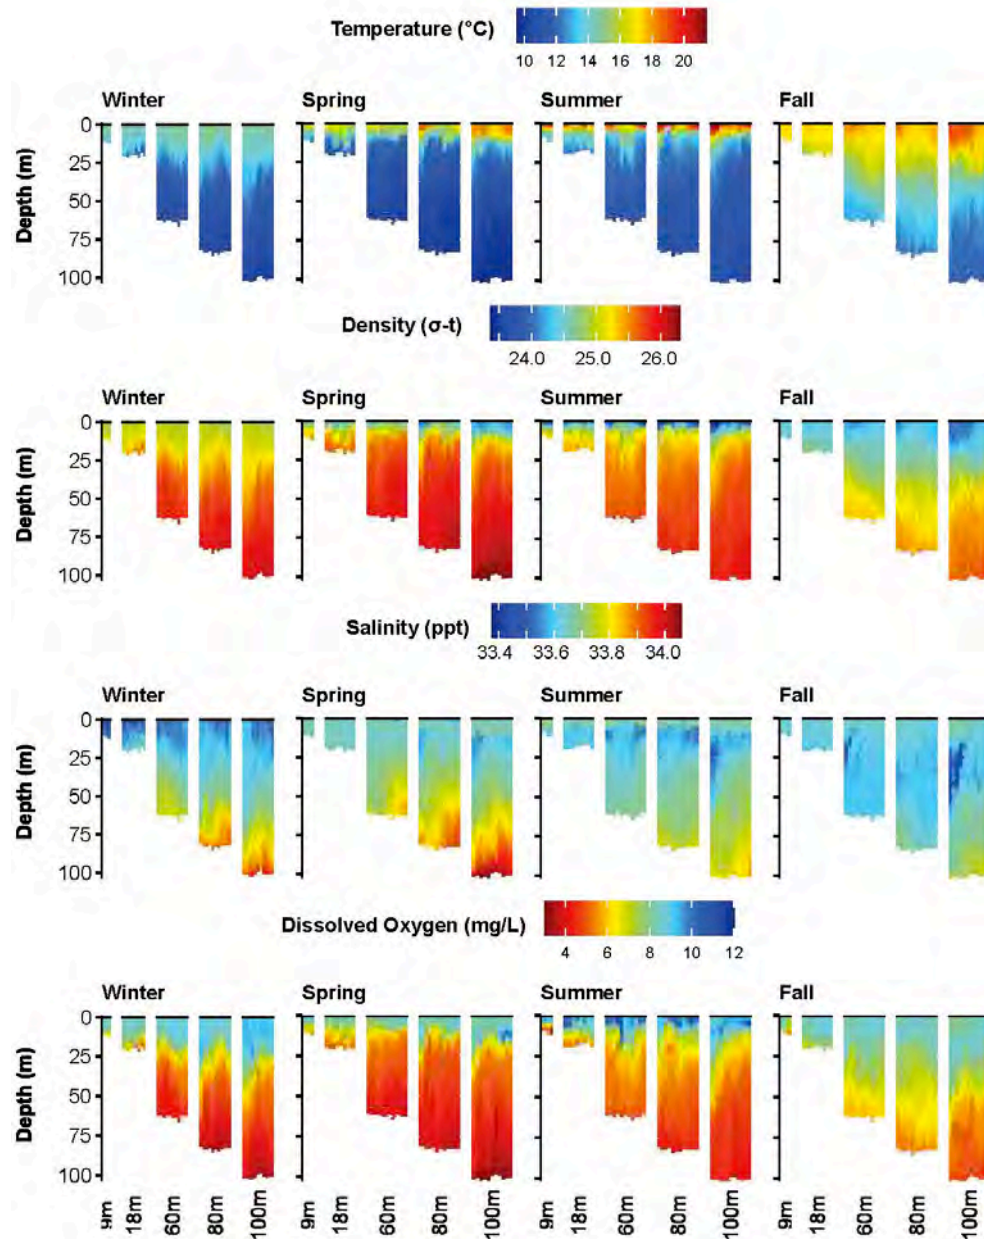 Temperature (°C)
10 12 14 16 18 20
Winter Spring Summer Fall
Depth (m)
0
25
50
75
100
Density (σ-t)
24.0 25.0 26.0
Winter Spring Summer Fall
Depth (m)
0
25
50
75
100
Salinity (ppt)
33.4 33.6 33.8 34.0
Winter Spring Summer Fall
Depth (m)
0
25
50
75
100
Dissolved Oxygen (mg/L)
4 6 8 10 12
Winter Spring Summer Fall
Depth (m)
0
25
50
75
100
9m 18m 60m 80m 100m 9m 18m 60m 80m 100m 9m 18m 60m 80m 100m 9m 18m 60m 80m 100m